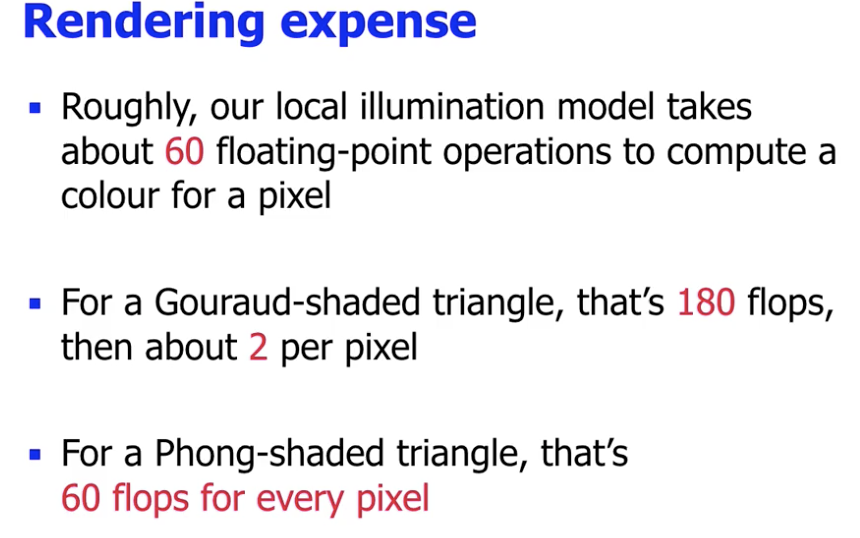 Rendering expense
▪ Roughly, our local illumination model takes
about 60 floating-point operations to compute a
colour for a pixel
▪ For a Gouraud-shaded triangle, that’s 180 flops,
then about 2 per pixel
▪ For a Phong-shaded triangle, that’s
60 flops for every pixel